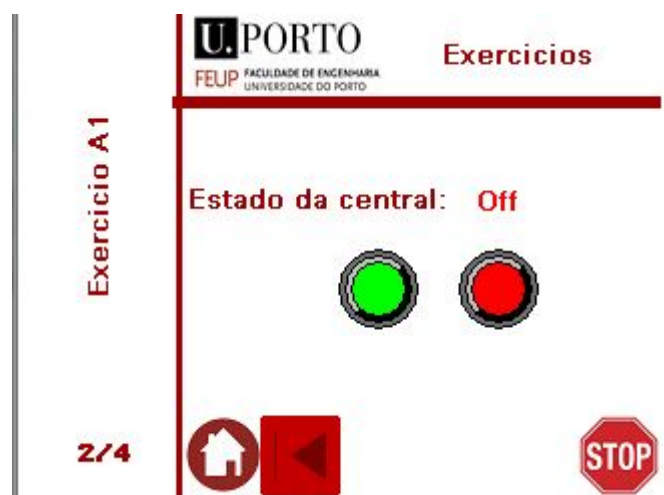 U.PORTO
FEUP FACULDADE DE ENGENHARIA
UNIVERSIDADE DO PORTO
Exercicios
Exercicio A1
Estado da central: Off
2/4
STOP